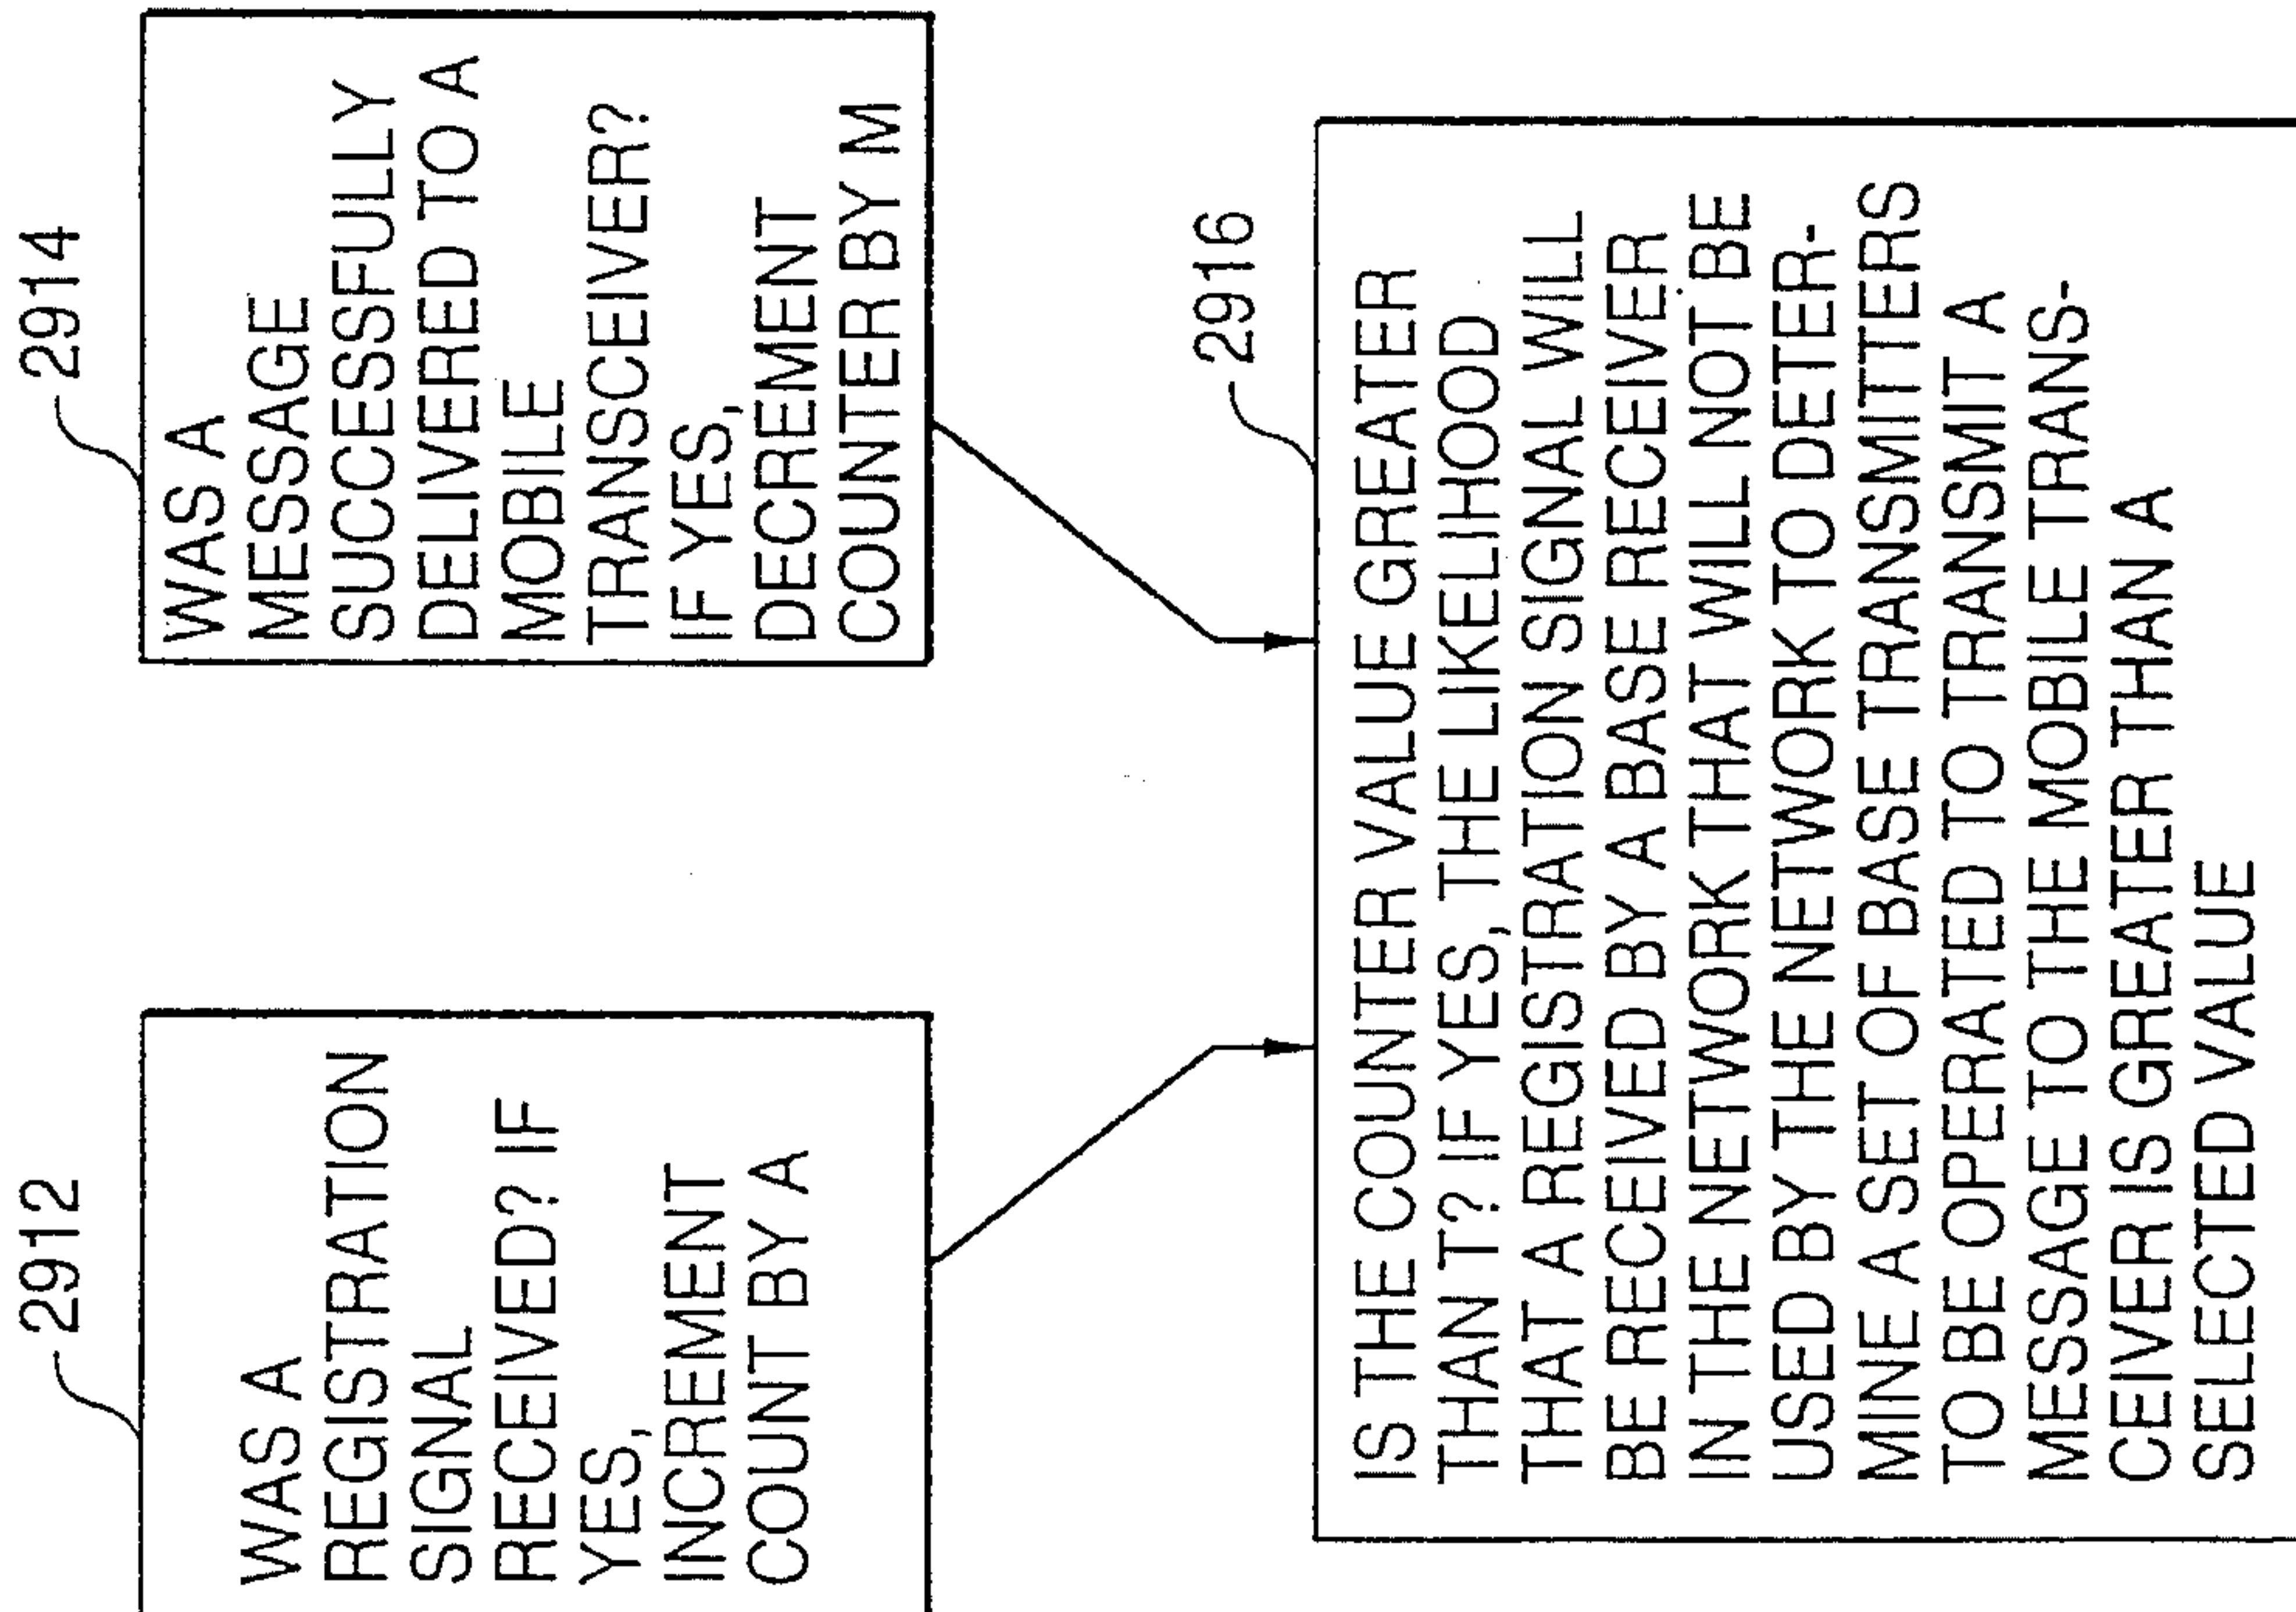 2912
WAS A
REGISTRATION
SIGNAL
RECEIVED? IF
YES,
INCREMENT
COUNT BY A
2914
WAS A
MESSAGE
SUCCESSFULLY
DELIVERED TO A
MOBILE
TRANSCEIVER?
IF YES,
DECREMENT
COUNTER BY M
2916
IS THE COUNTER VALUE GREATER
THAN T? IF YES, THE LIKELIHOOD
THAT A REGISTRATION SIGNAL WILL
BE RECEIVED BY A BASE RECEIVER
IN THE NETWORK THAT WILL NOT BE
USED BY THE NETWORK TO DETER-
MINE A SET OF BASE TRANSMITTERS
TO BE OPERATED TO TRANSMIT A
MESSAGE TO THE MOBILE TRANS-
CEIVER IS GREATER THAN A
SELECTED VALUE